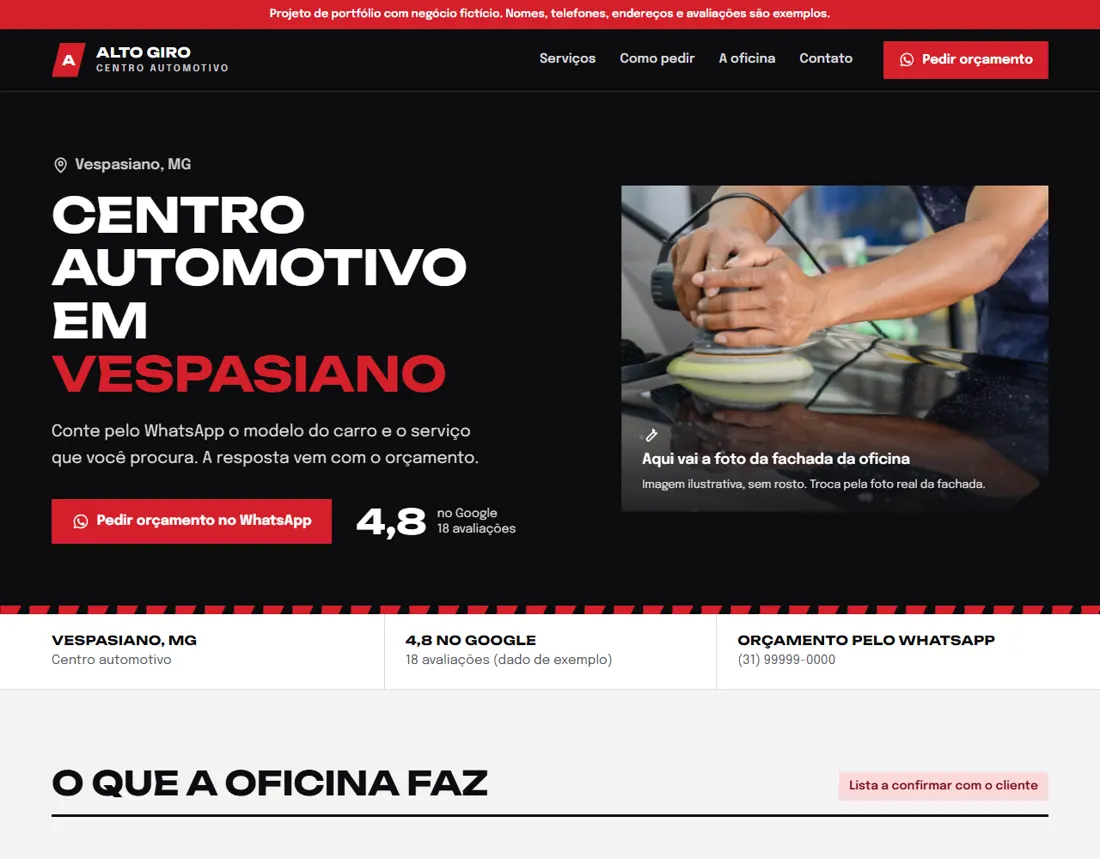 Projeto de portfólio com negócio fictício. Nomes, telefones, endereços e avaliações são exemplos.
A
ALTO GIRO
CENTRO AUTOMOTIVO
Serviços
Como pedir
A oficina
Contato
Pedir orçamento
Vespasiano, MG
CENTRO
AUTOMOTIVO
EM
VESPASIANO
Conte pelo WhatsApp o modelo do carro e o serviço
que você procura. A resposta vem com o orçamento.
Pedir orçamento no WhatsApp
4,8
no Google
18 avaliações
Aqui vai a foto da fachada da oficina
Imagem ilustrativa, sem rosto. Troca pela foto real da fachada.
VESPASIANO, MG
Centro automotivo
4,8 NO GOOGLE
18 avaliações (dado de exemplo)
ORÇAMENTO PELO WHATSAPP
(31) 99999-0000
O QUE A OFICINA FAZ
Lista a confirmar com o cliente